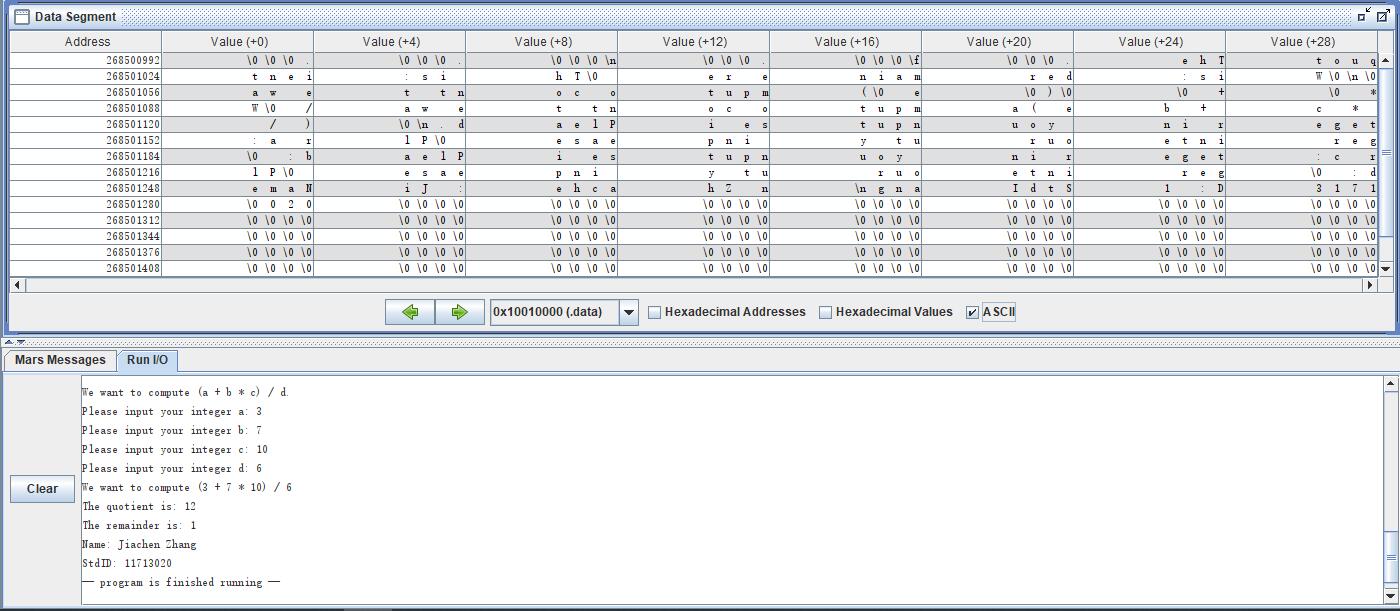 Data Segment
Address Value (+0) Value (+4) Value (+8) Value (+12) Value (+16) Value (+20) Value (+24) Value (+28)
268500992 \0 \0 \0 . \0 \0 \0 . \0 \0 \0 \n \0 \0 \0 . \0 \0 \0 \f \0 \0 \0 . e h T t o u q
268501024 t n e i : s i h T \0 e r e n i a m r e d : s i W \0 \n \0
268501056 a w e t t n o c o t u p m ( \0 e \0 ) \0 \0 + \0 *
268501088 W \0 / a w e t t n o c o t u p m a ( e b + c *
268501120 / ) \0 \n . d a e l P i e s t u p n u o y n i r e g e t
268501152 : a r l P \0 e s a e p n i y t u r u o e t n i r e g
268501184 \0 : b a e l P i e s t u p n u o y n i r e g e t : c r
268501216 l P \0 e s a e p n i y t u r u o e t n i r e g \0 : d
268501248 e m a N i J : e h c a h Z n \n g n a I d t S 1 : D 3 1 7 1
268501280 \0 0 2 0 \0 \0 \0 \0 \0 \0 \0 \0 \0 \0 \0 \0 \0 \0 \0 \0 \0 \0 \0 \0 \0 \0 \0 \0 \0 \0 \0 \0
268501312 \0 \0 \0 \0 \0 \0 \0 \0 \0 \0 \0 \0 \0 \0 \0 \0 \0 \0 \0 \0 \0 \0 \0 \0 \0 \0 \0 \0 \0 \0 \0 \0
268501344 \0 \0 \0 \0 \0 \0 \0 \0 \0 \0 \0 \0 \0 \0 \0 \0 \0 \0 \0 \0 \0 \0 \0 \0 \0 \0 \0 \0 \0 \0 \0 \0
268501376 \0 \0 \0 \0 \0 \0 \0 \0 \0 \0 \0 \0 \0 \0 \0 \0 \0 \0 \0 \0 \0 \0 \0 \0 \0 \0 \0 \0 \0 \0 \0 \0
268501408 \0 \0 \0 \0 \0 \0 \0 \0 \0 \0 \0 \0 \0 \0 \0 \0 \0 \0 \0 \0 \0 \0 \0 \0 \0 \0 \0 \0 \0 \0 \0 \0
0x10010000 (.data) Hexadecimal Addresses Hexadecimal Values ASCII
Mars Messages Run I/O
We want to compute (a + b * c) / d.
Please input your integer a: 3
Please input your integer b: 7
Please input your integer c: 10
Please input your integer d: 6
Clear
We want to compute (3 + 7 * 10) / 6
The quotient is: 12
The remainder is: 1
Name: Jiachen Zhang
StdID: 11713020
— program is finished running —